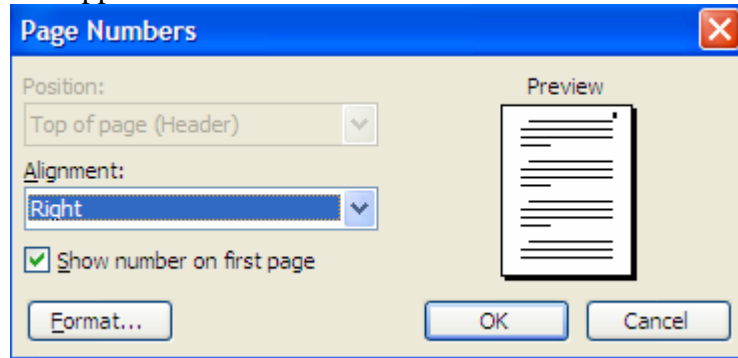 Page Numbers
Position:
Preview
Top of page (Header)
Alignment:
Right
Show number on first page
Format...
OK
Cancel